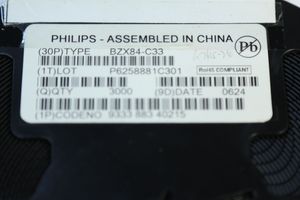 PHILIPS - ASSEMBLED IN CHINA
(30P)TYPE BZX84-C33
Pb
(1T)LOT P6258881C301
RoHS COMPLIANT
(Q)QTY 3000 (9D)DATE 0624
(1P)CODENO 9333 883 40215